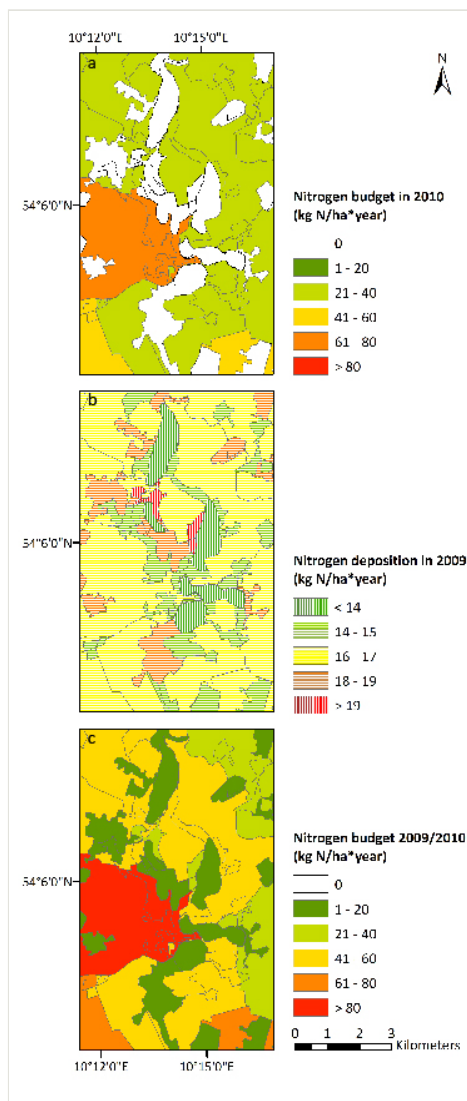 10°12'0"E 10°15'0"E
a
N
54°6'0"N
Nitrogen budget in 2010
(kg N/ha*year)
0
1 - 20
21 - 40
41 - 60
61 80
> 80
b
54°6'0"N
Nitrogen deposition in 2009
(kg N/ha*year)
< 14
14 - 15
16 - 17
18 - 19
> 19
c
54°6'0"N
Nitrogen budget 2009/2010
(kg N/ha*year)
0
1 - 20
21 - 40
41 60
61 - 80
> 80
0 1 2 3
Kilometers
10°12'0"E 10°15'0"E